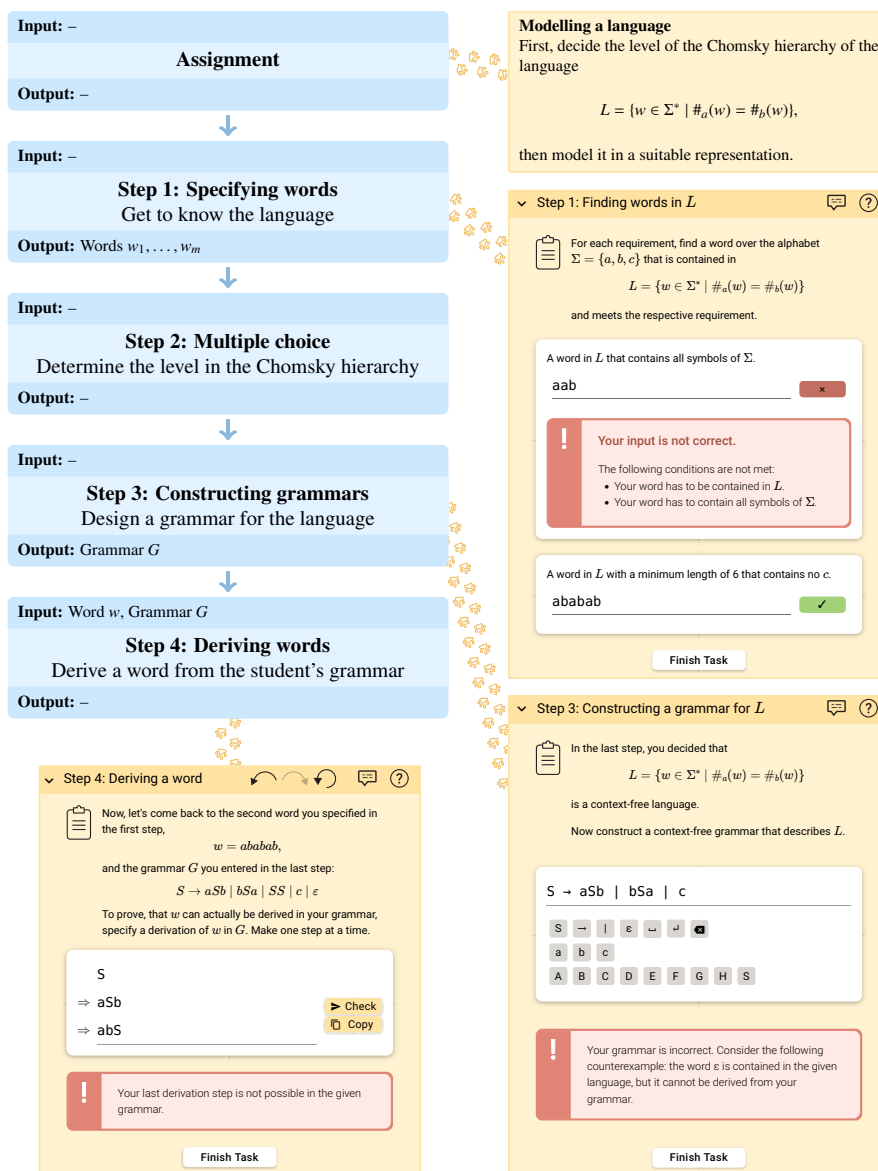 Input: –
Assignment
Output: –
Input: –
Step 1: Specifying words
Get to know the language
Output: Words w₁, . . . , wₘ
Input: –
Step 2: Multiple choice
Determine the level in the Chomsky hierarchy
Output: –
Input: –
Step 3: Constructing grammars
Design a grammar for the language
Output: Grammar G
Input: Word w, Grammar G
Step 4: Deriving words
Derive a word from the student's grammar
Output: –
Modelling a language
First, decide the level of the Chomsky hierarchy of the
language
L = {w ∈ Σ* | #ₐ(w) = #_b(w)},
then model it in a suitable representation.
Step 1: Finding words in L
For each requirement, find a word over the alphabet
Σ = {a, b, c} that is contained in
L = {w ∈ Σ* | #ₐ(w) = #_b(w)}
and meets the respective requirement.
A word in L that contains all symbols of Σ.
aab
×
! Your input is not correct.
The following conditions are not met:
• Your word has to be contained in L.
• Your word has to contain all symbols of Σ.
A word in L with a minimum length of 6 that contains no c.
ababab
✓
Finish Task
Step 3: Constructing a grammar for L
In the last step, you decided that
L = {w ∈ Σ* | #ₐ(w) = #_b(w)}
is a context-free language.
Now construct a context-free grammar that describes L.
S → aSb | bSa | c
S → | ε ⎵ ↵ ⌫
a b c
A B C D E F G H S
! Your grammar is incorrect. Consider the following
counterexample: the word ε is contained in the given
language, but it cannot be derived from your
grammar.
Finish Task
Step 4: Deriving a word
Now, let's come back to the second word you specified in
the first step,
w = ababab,
and the grammar G you entered in the last step:
S → aSb | bSa | SS | c | ε
To prove, that w can actually be derived in your grammar,
specify a derivation of w in G. Make one step at a time.
S
⇒ aSb
⇒ abS
Check
Copy
! Your last derivation step is not possible in the given
grammar.
Finish Task